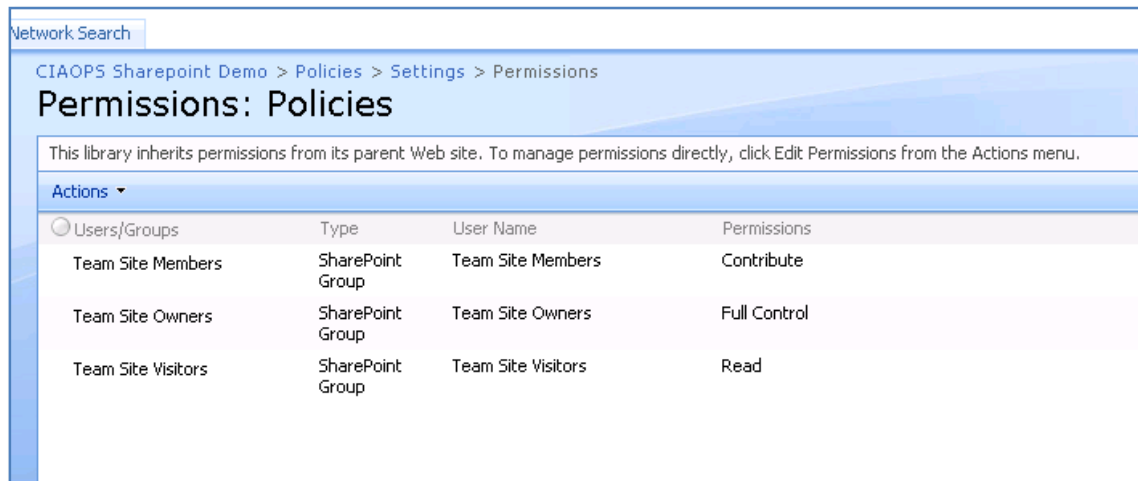 Network Search
CIAOPS Sharepoint Demo > Policies > Settings > Permissions
Permissions: Policies
This library inherits permissions from its parent Web site. To manage permissions directly, click Edit Permissions from the Actions menu.
Actions
Users/Groups Type User Name Permissions
Team Site Members SharePoint Group Team Site Members Contribute
Team Site Owners SharePoint Group Team Site Owners Full Control
Team Site Visitors SharePoint Group Team Site Visitors Read